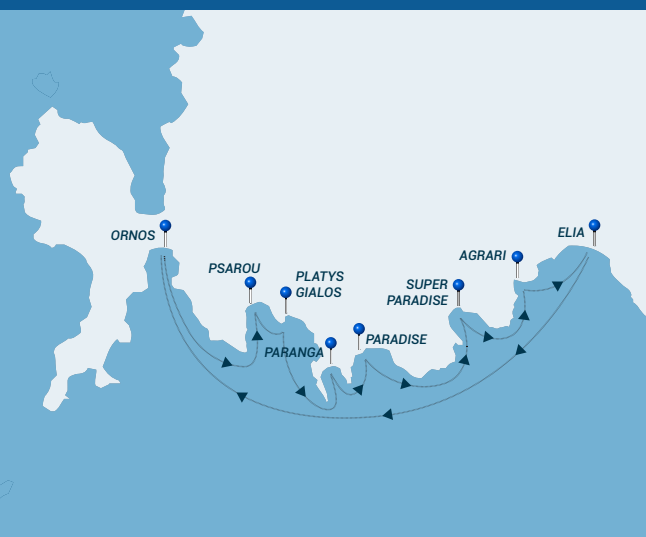 ORNOS
PSAROU
PLATYS
GIALOS
PARANGA
PARADISE
SUPER
PARADISE
AGRARI
ELIA